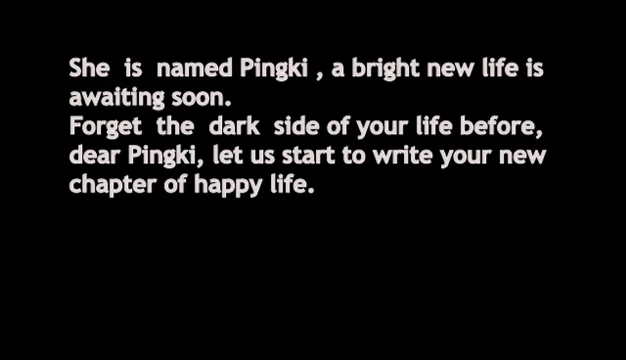 She is named Pingki , a bright new life is
awaiting soon.
Forget the dark side of your life before,
dear Pingki, let us start to write your new
chapter of happy life.